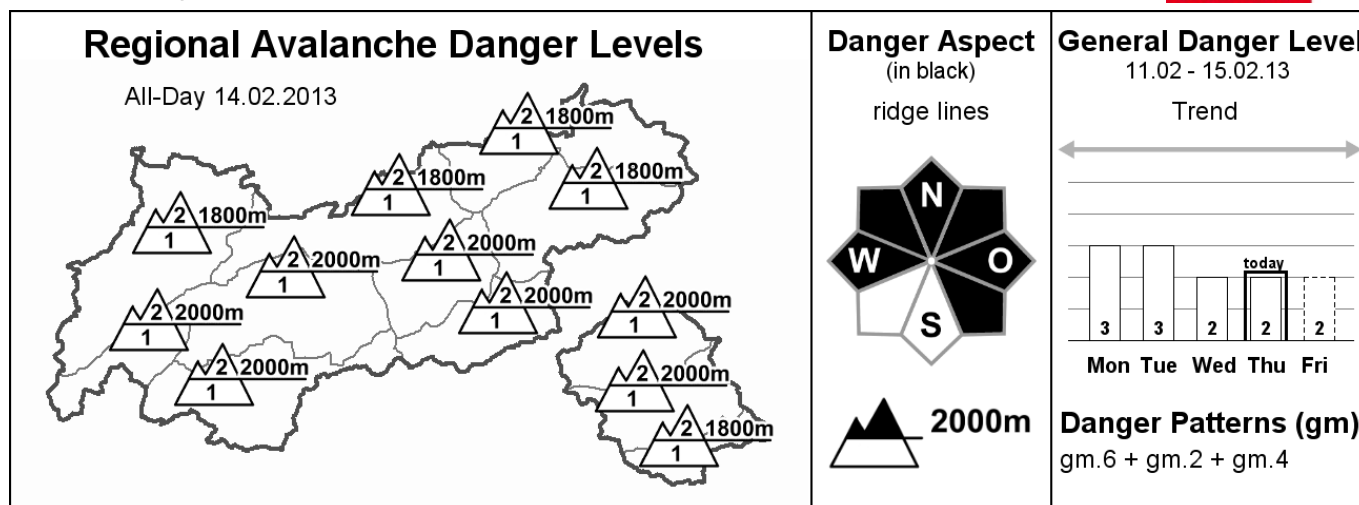 Regional Avalanche Danger Levels
All-Day 14.02.2013
2 1800m
1
2 1800m
1
2 1800m
1
2 1800m
1
2 2000m
1
2 2000m
1
2 2000m
1
2 2000m
1
2 2000m
1
2 2000m
1
2 2000m
1
2 1800m
1
Danger Aspect
(in black)
ridge lines
N
W O
S
2000m
General Danger Level
11.02 - 15.02.13
Trend
today
3 3 2 2 2
Mon Tue Wed Thu Fri
Danger Patterns (gm)
gm.6 + gm.2 + gm.4